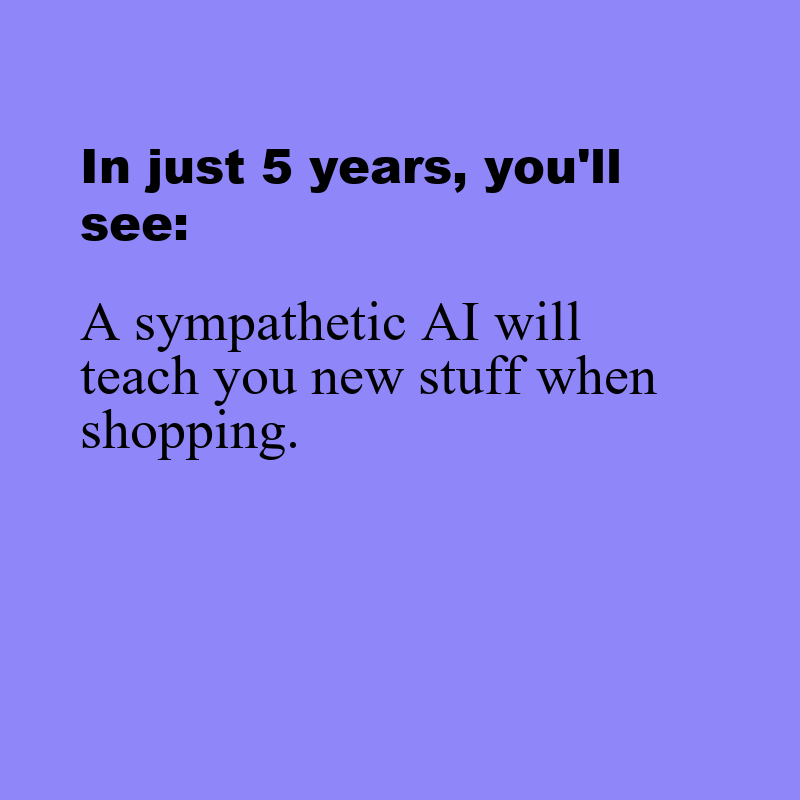 In just 5 years, you'll
see:
A sympathetic AI will
teach you new stuff when
shopping.